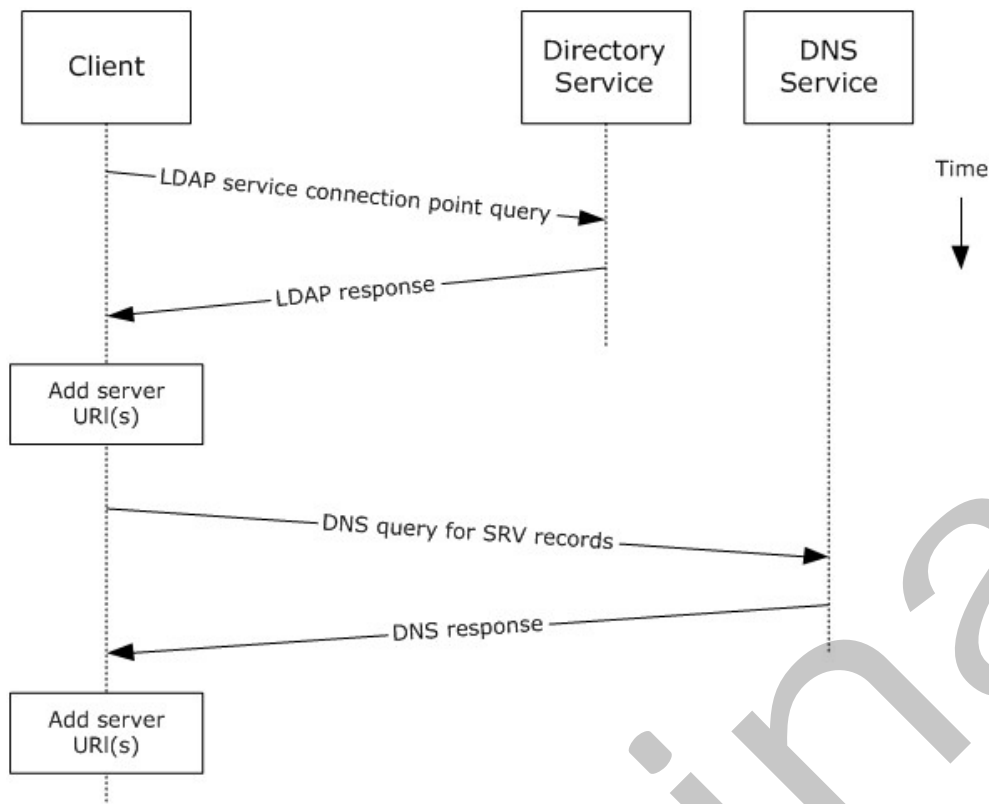 Client
Directory
Service
DNS
Service
Time
LDAP service connection point query
LDAP response
Add server
URI(s)
DNS query for SRV records
DNS response
Add server
URI(s)